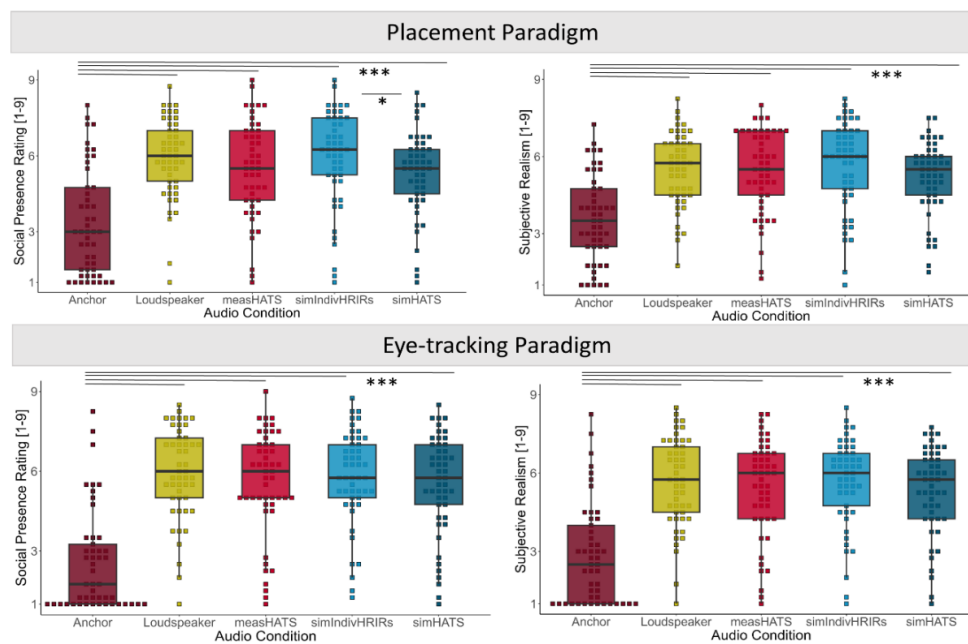 Placement Paradigm
Social Presence Rating [1-9]
9
6
3
1
***
*
Anchor Loudspeaker measHATS simIndivHRIRs simHATS
Audio Condition
Subjective Realism [1-9]
9
6
3
1
***
Anchor Loudspeaker measHATS simIndivHRIRs simHATS
Audio Condition
Eye-tracking Paradigm
Social Presence Rating [1-9]
9
6
3
1
***
Anchor Loudspeaker measHATS simIndivHRIRs simHATS
Audio Condition
Subjective Realism [1-9]
9
6
3
1
***
Anchor Loudspeaker measHATS simIndivHRIRs simHATS
Audio Condition